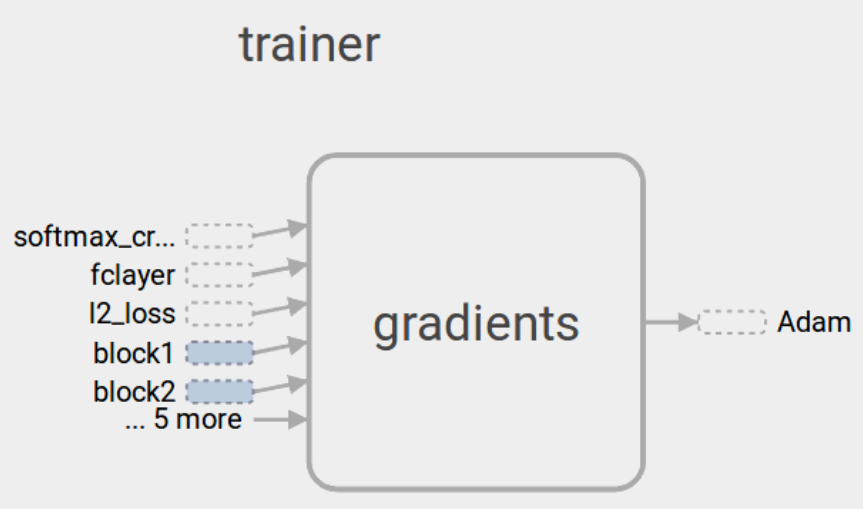 trainer
softmax_cr...
fclayer
l2_loss
block1
block2
... 5 more
gradients
Adam